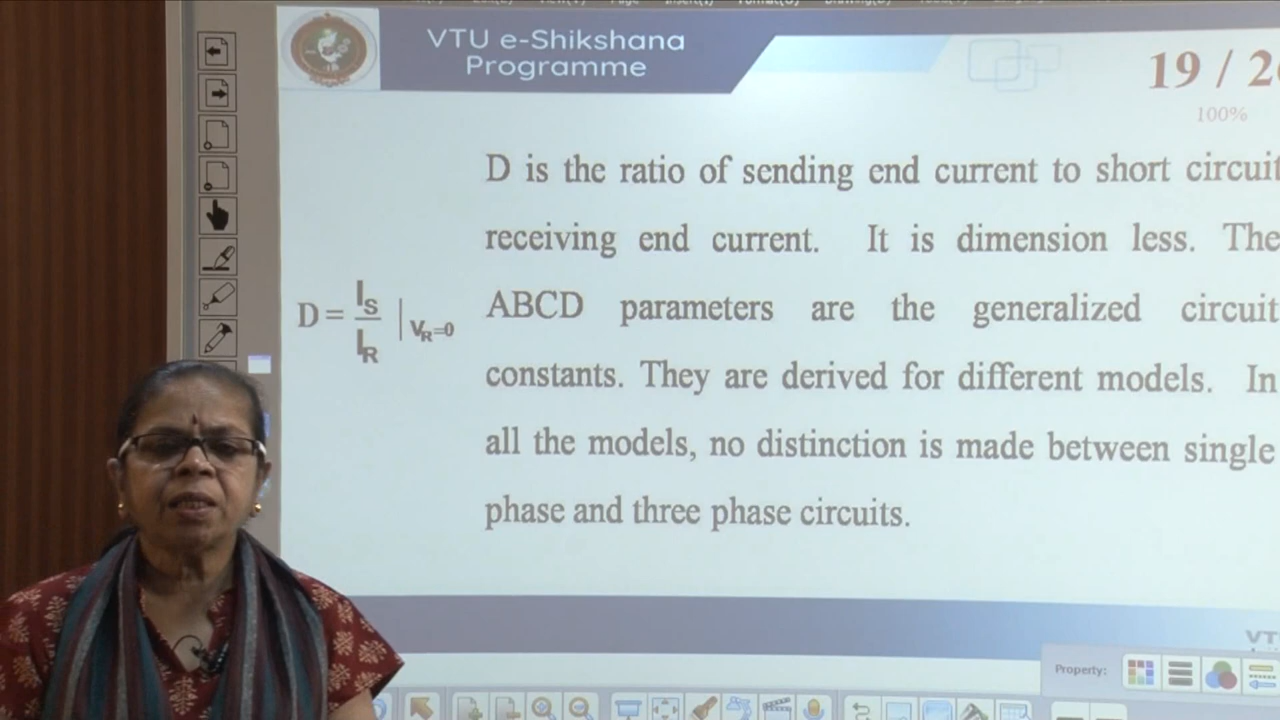 VTU e-Shikshana
Programme
19 / 2
100%
D is the ratio of sending end current to short circuit
receiving end current. It is dimension less. The
D = IS / IR | VR=0
ABCD parameters are the generalized circuit
constants. They are derived for different models. In
all the models, no distinction is made between single
phase and three phase circuits.
VT
Property: